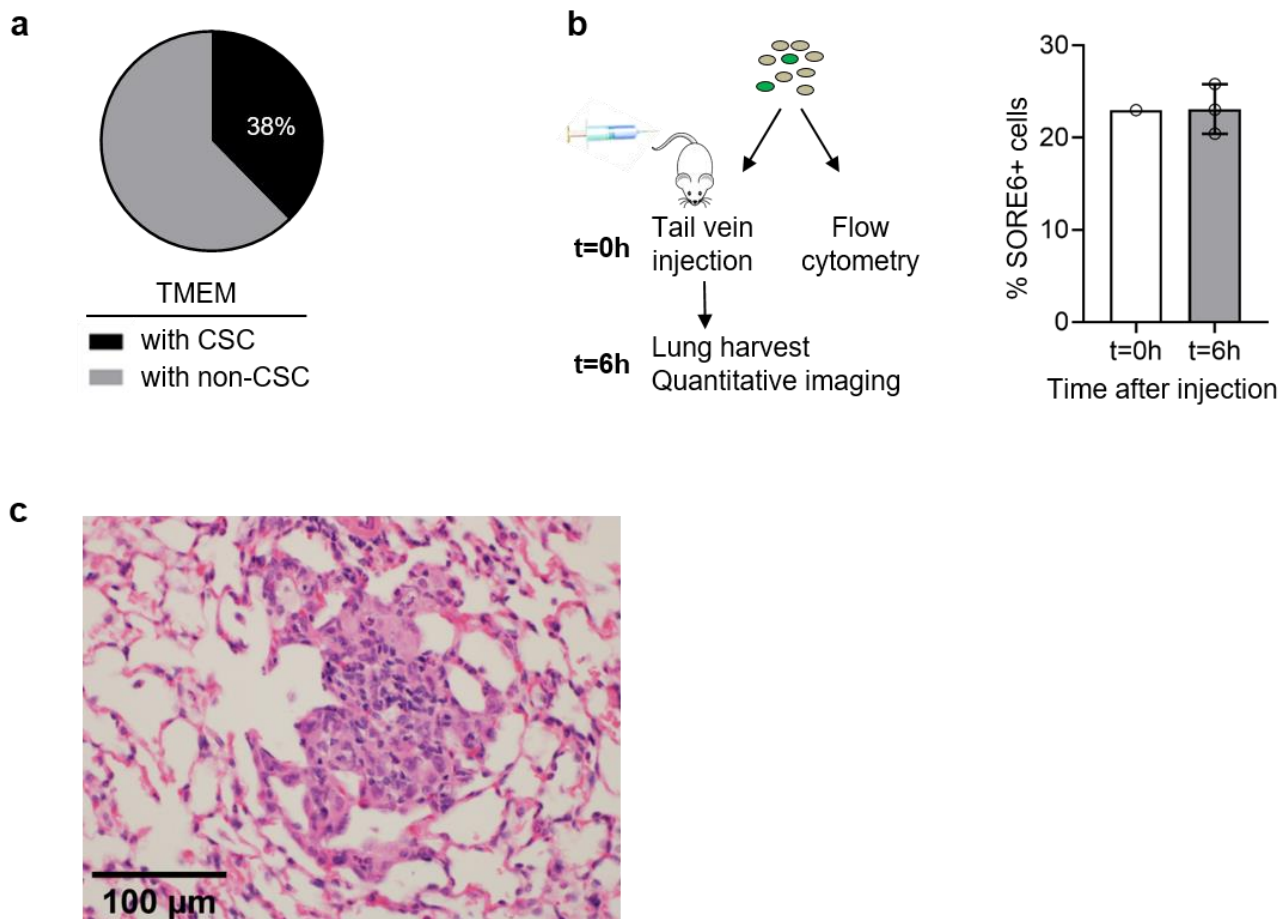 a
38%
TMEM
with CSC
with non-CSC
b
t=0h
Tail vein
injection
Flow
cytometry
t=6h
Lung harvest
Quantitative imaging
% SORE6+ cells
30
20
10
0
t=0h
t=6h
Time after injection
c
100 μm